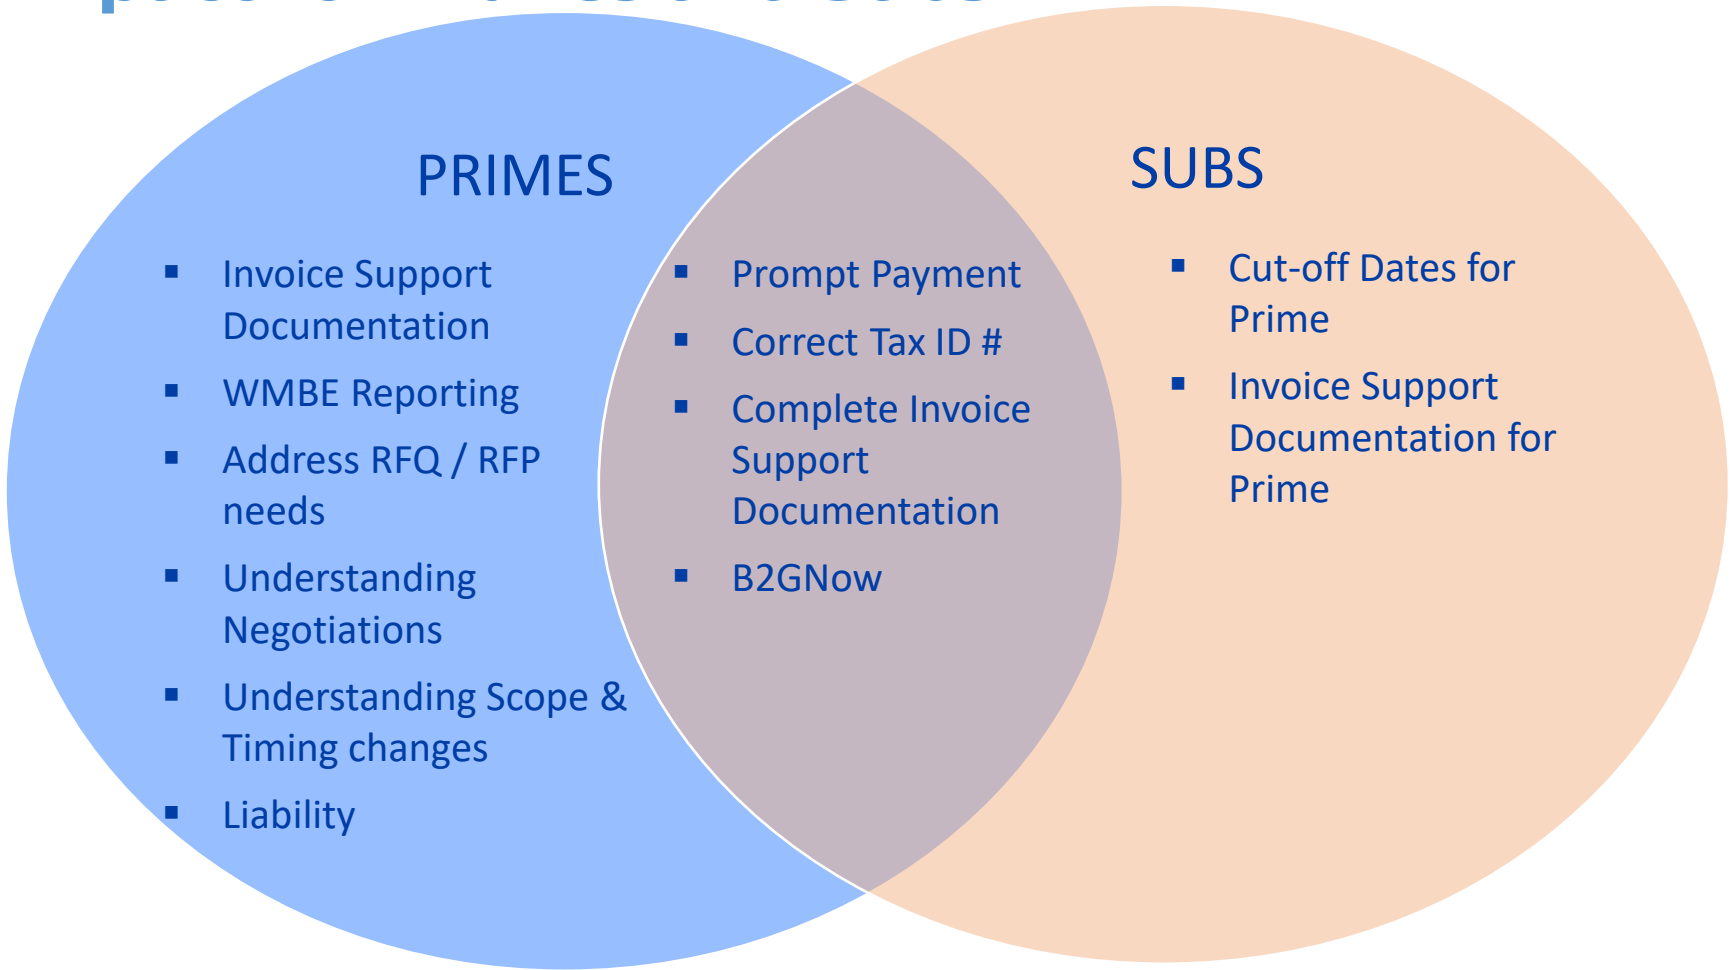 PRIMES
▪ Invoice Support
Documentation
▪ WMBE Reporting
▪ Address RFQ / RFP
needs
▪ Understanding
Negotiations
▪ Understanding Scope &
Timing changes
▪ Liability
▪ Prompt Payment
▪ Correct Tax ID #
▪ Complete Invoice
Support
Documentation
▪ B2GNow
SUBS
▪ Cut-off Dates for
Prime
▪ Invoice Support
Documentation for
Prime